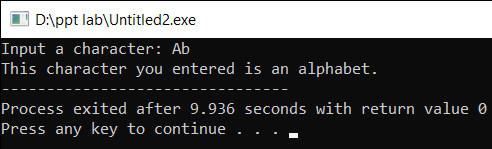 D:\ppt lab\Untitled2.exe
Input a character: Ab
This character you entered is an alphabet.
--------------------------------
Process exited after 9.936 seconds with return value 0
Press any key to continue . . .